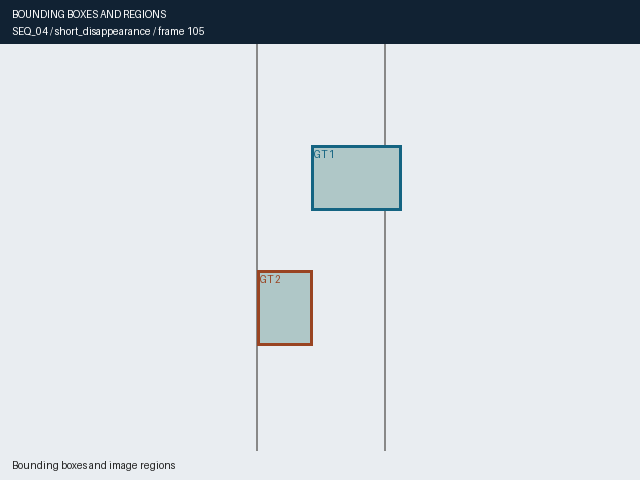 BOUNDING BOXES AND REGIONS
SEQ_04 / short_disappearance / frame 105
GT1
GT2
Bounding boxes and image regions